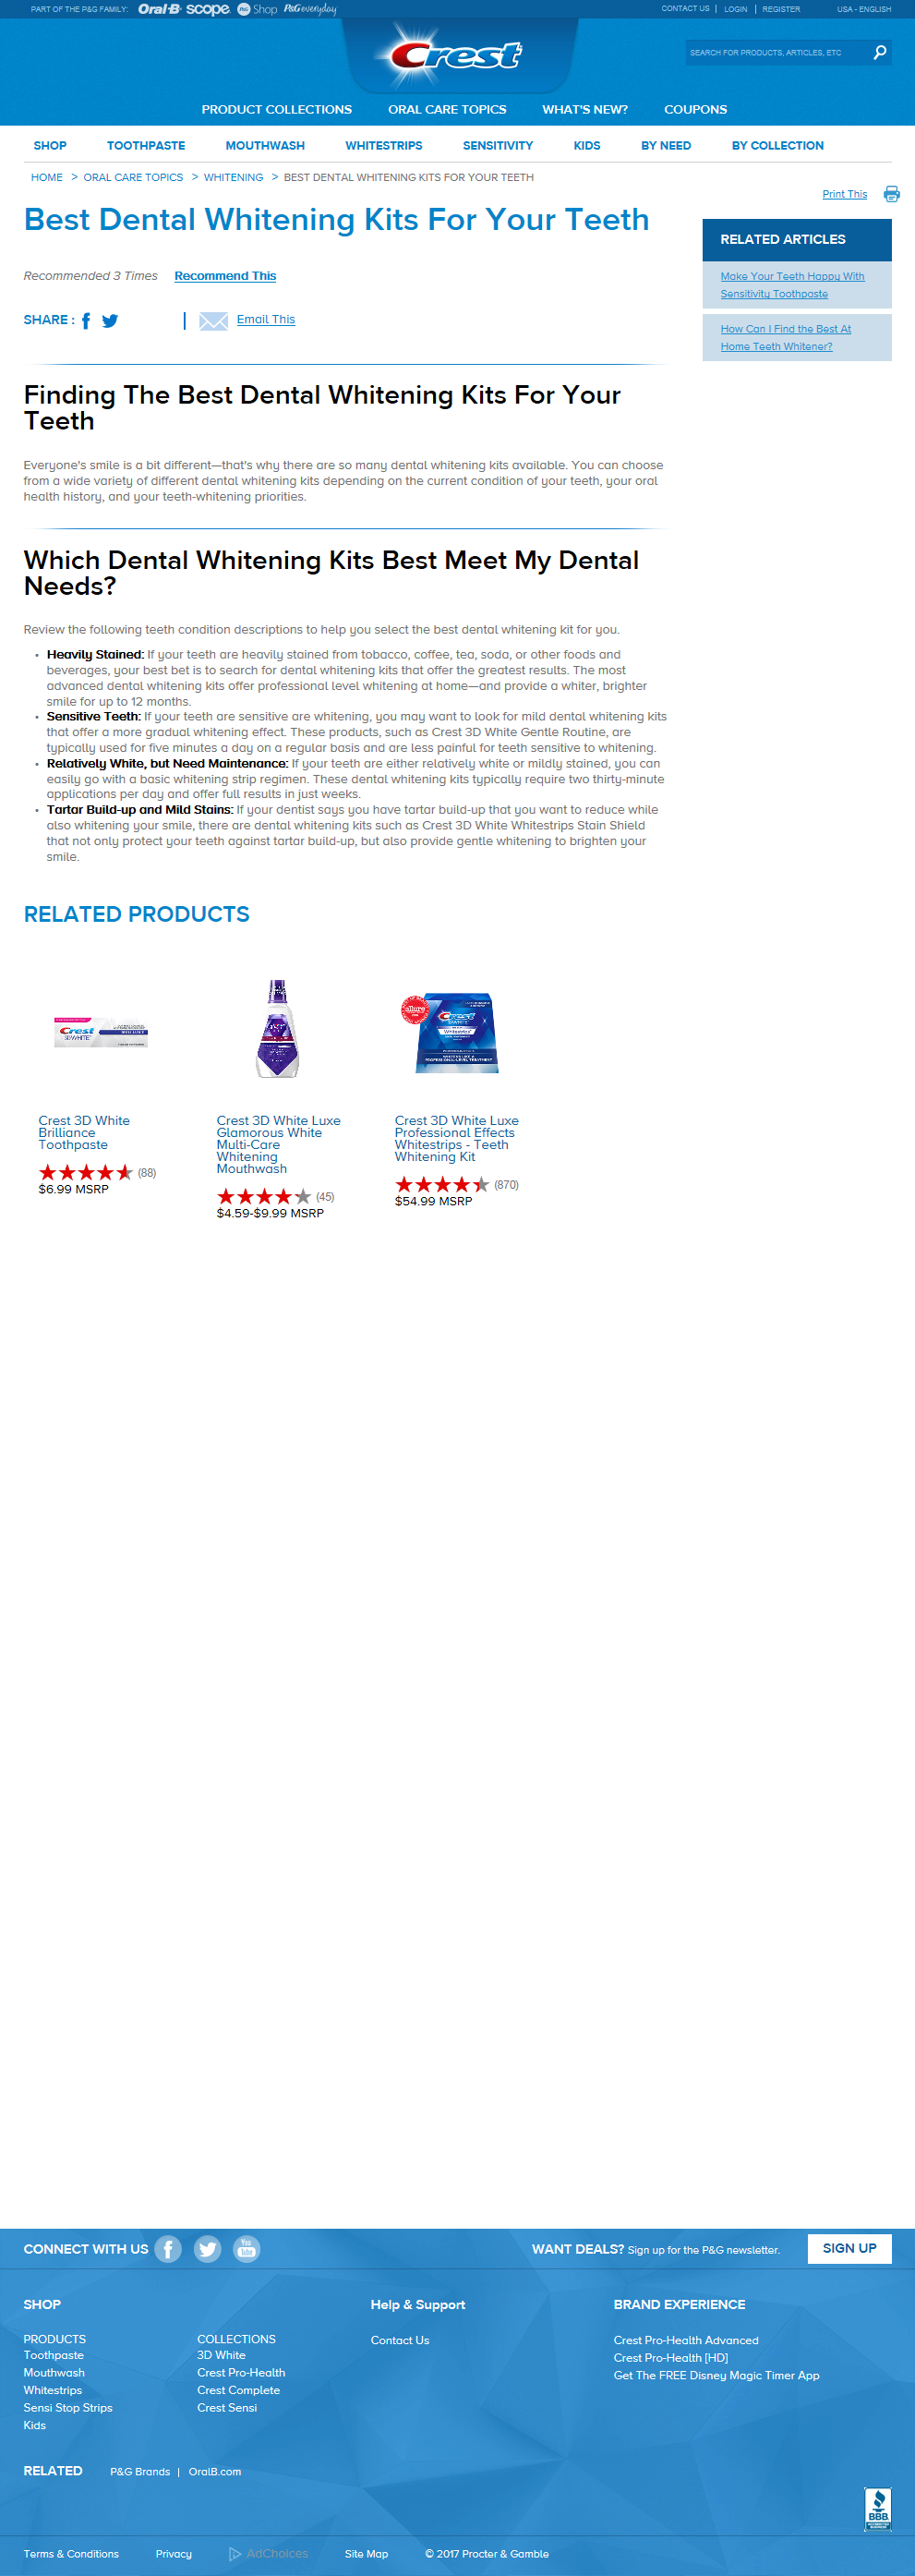 PART OF THE P&G FAMILY: Oral-B scope P&G Shop P&G everyday
CONTACT US | LOGIN | REGISTER USA - ENGLISH
Crest
SEARCH FOR PRODUCTS, ARTICLES, ETC
PRODUCT COLLECTIONS ORAL CARE TOPICS WHAT'S NEW? COUPONS
SHOP TOOTHPASTE MOUTHWASH WHITESTRIPS SENSITIVITY KIDS BY NEED BY COLLECTION
HOME > ORAL CARE TOPICS > WHITENING > BEST DENTAL WHITENING KITS FOR YOUR TEETH
Print This
Best Dental Whitening Kits For Your Teeth
Recommended 3 Times Recommend This
SHARE : | Email This
RELATED ARTICLES
Make Your Teeth Happy With
Sensitivity Toothpaste
How Can I Find the Best At
Home Teeth Whitener?
Finding The Best Dental Whitening Kits For Your
Teeth
Everyone's smile is a bit different—that's why there are so many dental whitening kits available. You can choose
from a wide variety of different dental whitening kits depending on the current condition of your teeth, your oral
health history, and your teeth-whitening priorities.
Which Dental Whitening Kits Best Meet My Dental
Needs?
Review the following teeth condition descriptions to help you select the best dental whitening kit for you.
• Heavily Stained: If your teeth are heavily stained from tobacco, coffee, tea, soda, or other foods and
beverages, your best bet is to search for dental whitening kits that offer the greatest results. The most
advanced dental whitening kits offer professional level whitening at home—and provide a whiter, brighter
smile for up to 12 months.
• Sensitive Teeth: If your teeth are sensitive are whitening, you may want to look for mild dental whitening kits
that offer a more gradual whitening effect. These products, such as Crest 3D White Gentle Routine, are
typically used for five minutes a day on a regular basis and are less painful for teeth sensitive to whitening.
• Relatively White, but Need Maintenance: If your teeth are either relatively white or mildly stained, you can
easily go with a basic whitening strip regimen. These dental whitening kits typically require two thirty-minute
applications per day and offer full results in just weeks.
• Tartar Build-up and Mild Stains: If your dentist says you have tartar build-up that you want to reduce while
also whitening your smile, there are dental whitening kits such as Crest 3D White Whitestrips Stain Shield
that not only protect your teeth against tartar build-up, but also provide gentle whitening to brighten your
smile.
RELATED PRODUCTS
Crest
3D WHITE
allure
Crest
Whitestrips
Crest 3D White
Brilliance
Toothpaste
(88)
$6.99 MSRP
Crest 3D White Luxe
Glamorous White
Multi-Care
Whitening
Mouthwash
(45)
$4.59-$9.99 MSRP
Crest 3D White Luxe
Professional Effects
Whitestrips - Teeth
Whitening Kit
(870)
$54.99 MSRP
CONNECT WITH US You Tube
WANT DEALS? Sign up for the P&G newsletter. SIGN UP
SHOP
PRODUCTS
Toothpaste
Mouthwash
Whitestrips
Sensi Stop Strips
Kids
COLLECTIONS
3D White
Crest Pro-Health
Crest Complete
Crest Sensi
Help & Support
Contact Us
BRAND EXPERIENCE
Crest Pro-Health Advanced
Crest Pro-Health [HD]
Get The FREE Disney Magic Timer App
RELATED P&G Brands | OralB.com
BBB
Terms & Conditions Privacy AdChoices Site Map © 2017 Procter & Gamble